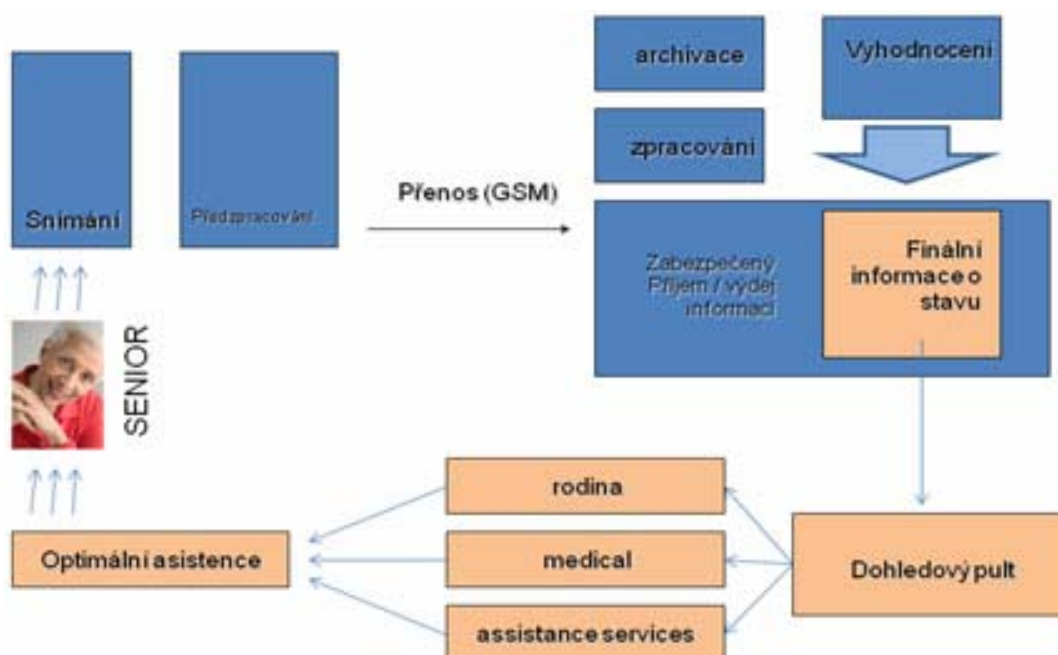 archivace
Vyhodnocení
zpracování
Snímání
Předzpracování
Přenos (GSM)
Zabezpečený
Příjem / výdej
informací
Finální
informace o
stavu
SENIOR
rodina
Optimální asistence
medical
Dohledový pult
assistance services